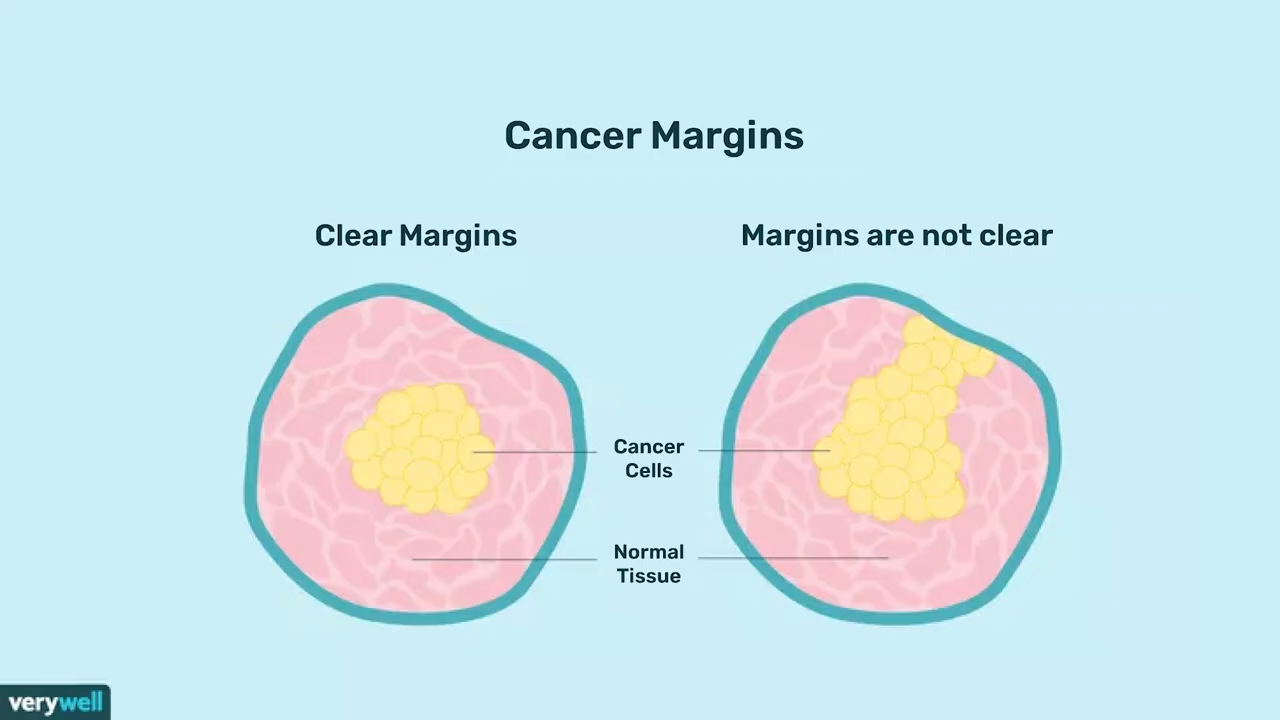 Cancer Margins
Clear Margins
Margins are not clear
Cancer
Cells
Normal
Tissue
verywell